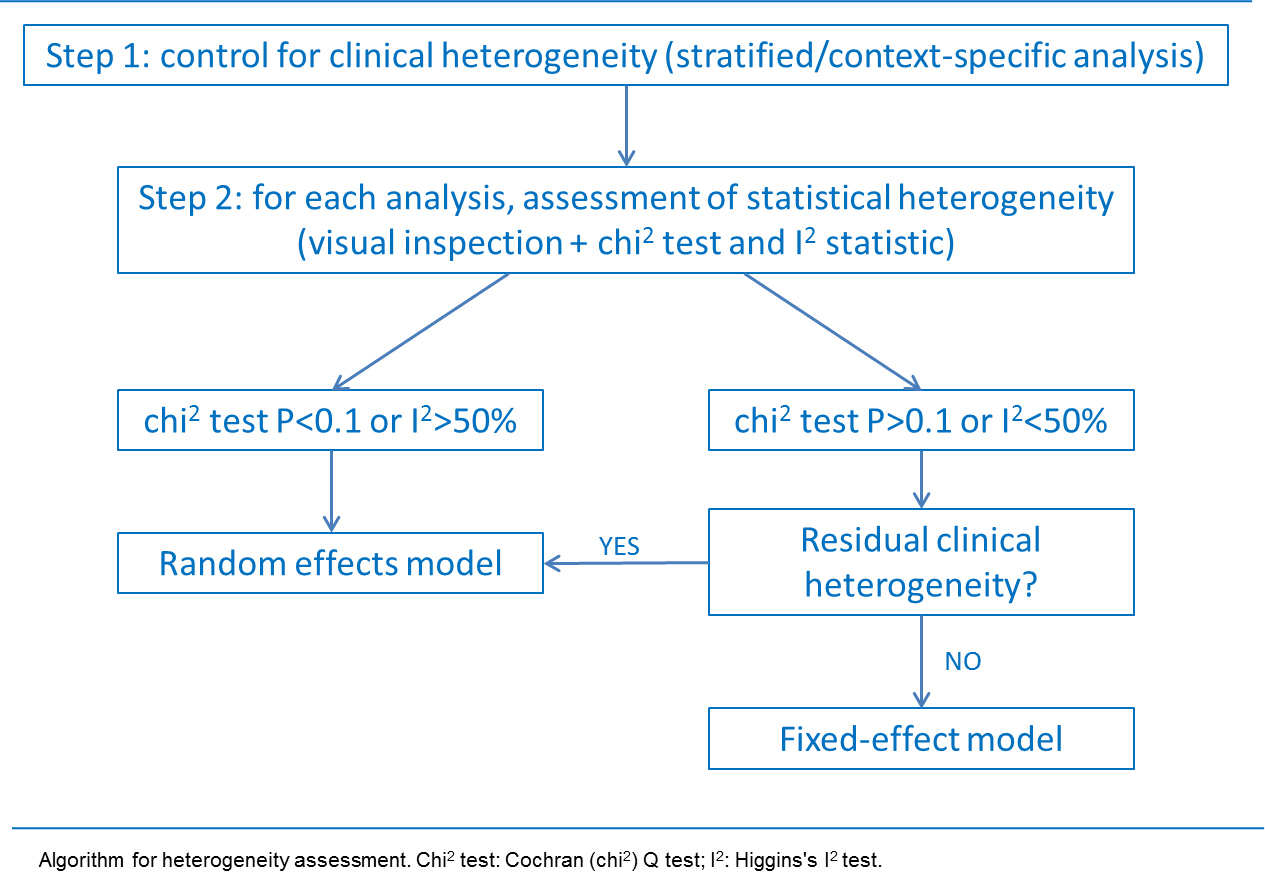 Step 1: control for clinical heterogeneity (stratified/context-specific analysis)
Step 2: for each analysis, assessment of statistical heterogeneity
(visual inspection + chi² test and I² statistic)
chi² test P<0.1 or I²>50%
chi² test P>0.1 or I²<50%
Random effects model
YES
Residual clinical
heterogeneity?
NO
Fixed-effect model
Algorithm for heterogeneity assessment. Chi² test: Cochran (chi²) Q test; I²: Higgins's I² test.